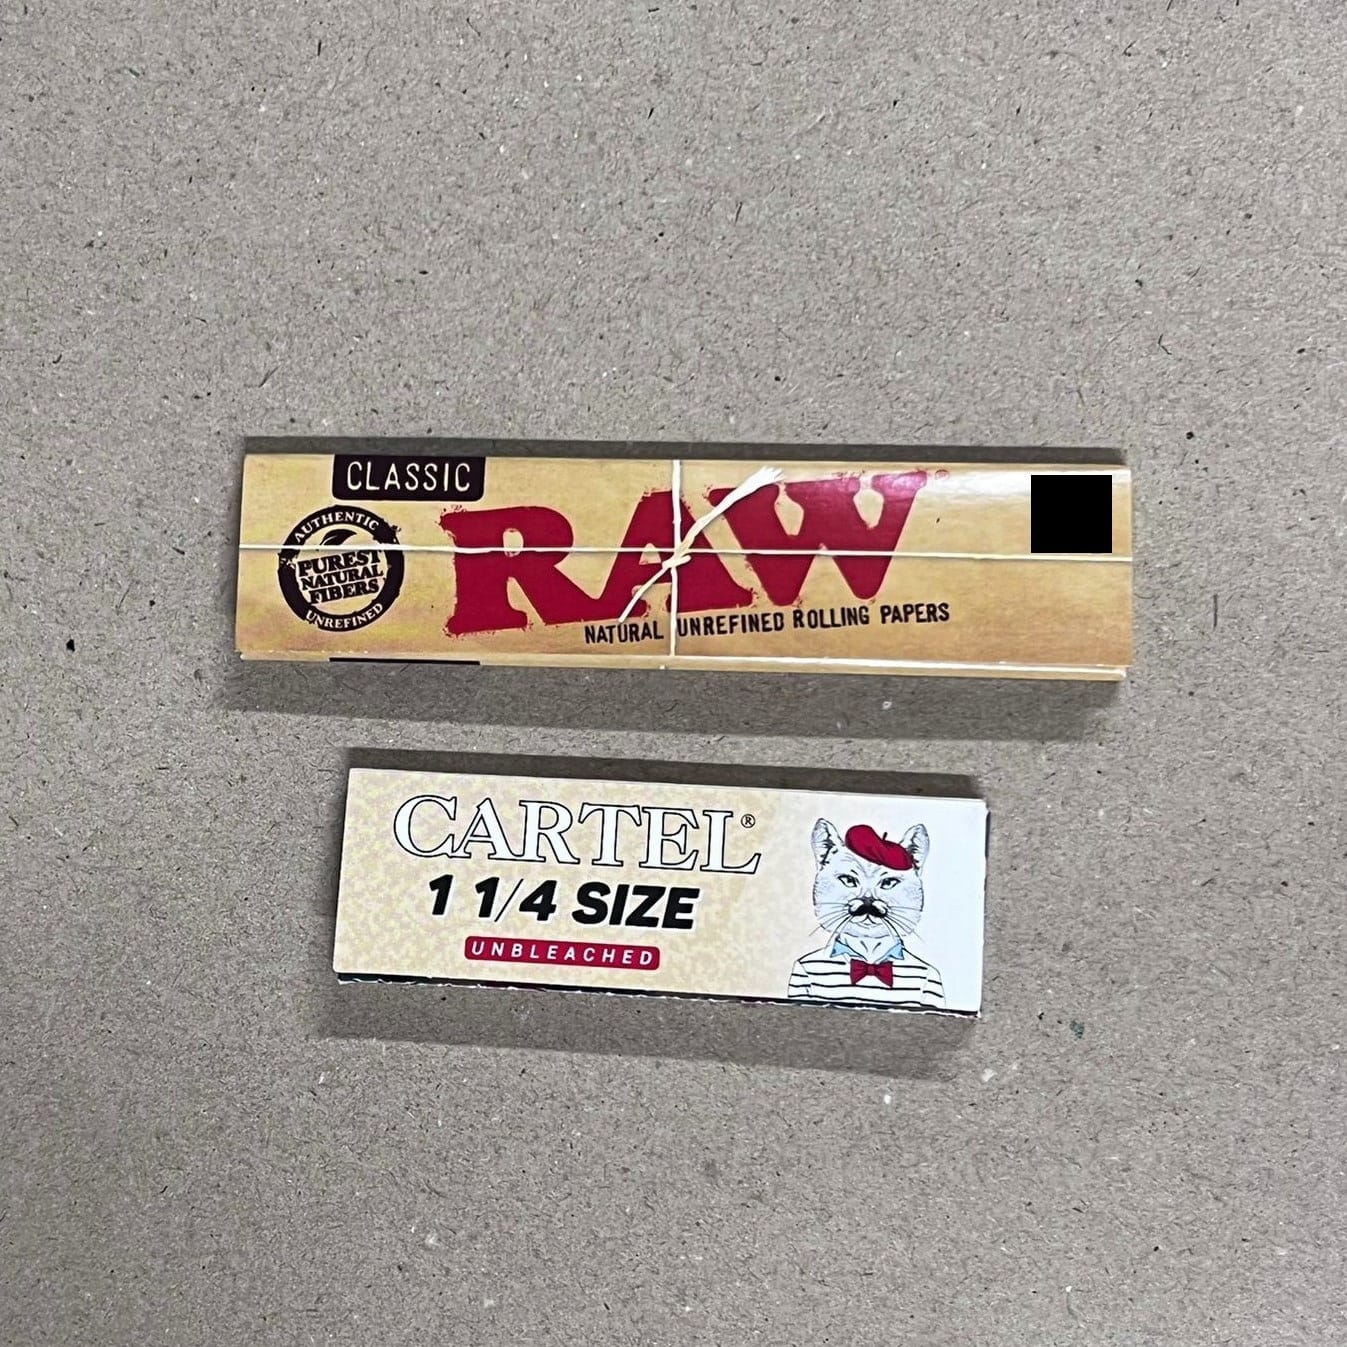 CLASSIC
AUTHENTIC
PUREST
NATURAL
FIBERS
UNREFINED
RAW®
NATURAL UNREFINED ROLLING PAPERS
CARTEL®
1 1/4 SIZE
UNBLEACHED